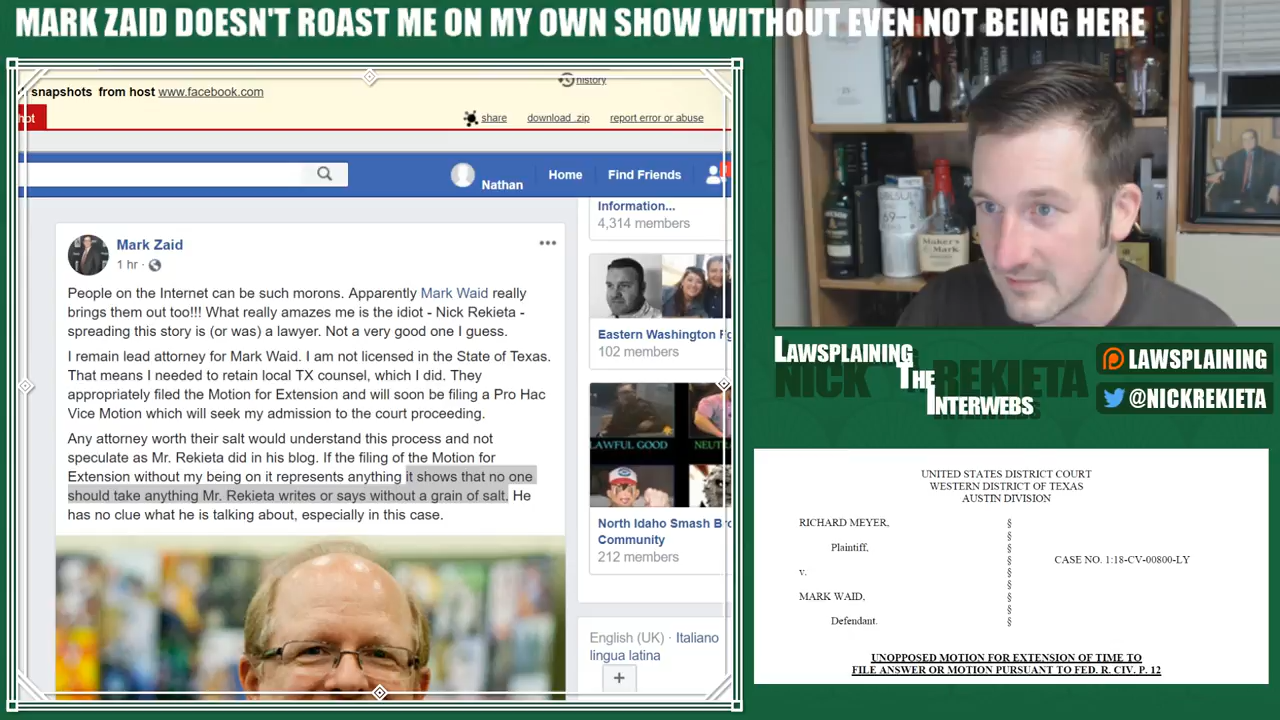 MARK ZAID DOESN'T ROAST ME ON MY OWN SHOW WITHOUT EVEN NOT BEING HERE
snapshots from host www.facebook.com
history
hot
share
download .zip
report error or abuse
Nathan
Home
Find Friends
Mark Zaid
1 hr
People on the Internet can be such morons. Apparently Mark Waid really
brings them out too!!! What really amazes me is the idiot - Nick Rekieta -
spreading this story is (or was) a lawyer. Not a very good one I guess.
I remain lead attorney for Mark Waid. I am not licensed in the State of Texas.
That means I needed to retain local TX counsel, which I did. They
appropriately filed the Motion for Extension and will soon be filing a Pro Hac
Vice Motion which will seek my admission to the court proceeding.
Any attorney worth their salt would understand this process and not
speculate as Mr. Rekieta did in his blog. If the filing of the Motion for
Extension without my being on it represents anything it shows that no one
should take anything Mr. Rekieta writes or says without a grain of salt. He
has no clue what he is talking about, especially in this case.
Information...
4,314 members
Eastern Washington Fg
102 members
LAWFUL GOOD
NEUT
North Idaho Smash Br
Community
212 members
English (UK) · Italiano
lingua latina
+
69
Maker's
Mark
LAWSPLAINING
THE
INTERWEBS
NICK REKIETA
LAWSPLAINING
@NICKREKIETA
UNITED STATES DISTRICT COURT
WESTERN DISTRICT OF TEXAS
AUSTIN DIVISION
RICHARD MEYER, §
§
Plaintiff, §
§ CASE NO. 1:18-CV-00800-LY
v. §
§
MARK WAID, §
§
Defendant. §
UNOPPOSED MOTION FOR EXTENSION OF TIME TO
FILE ANSWER OR MOTION PURSUANT TO FED. R. CIV. P. 12